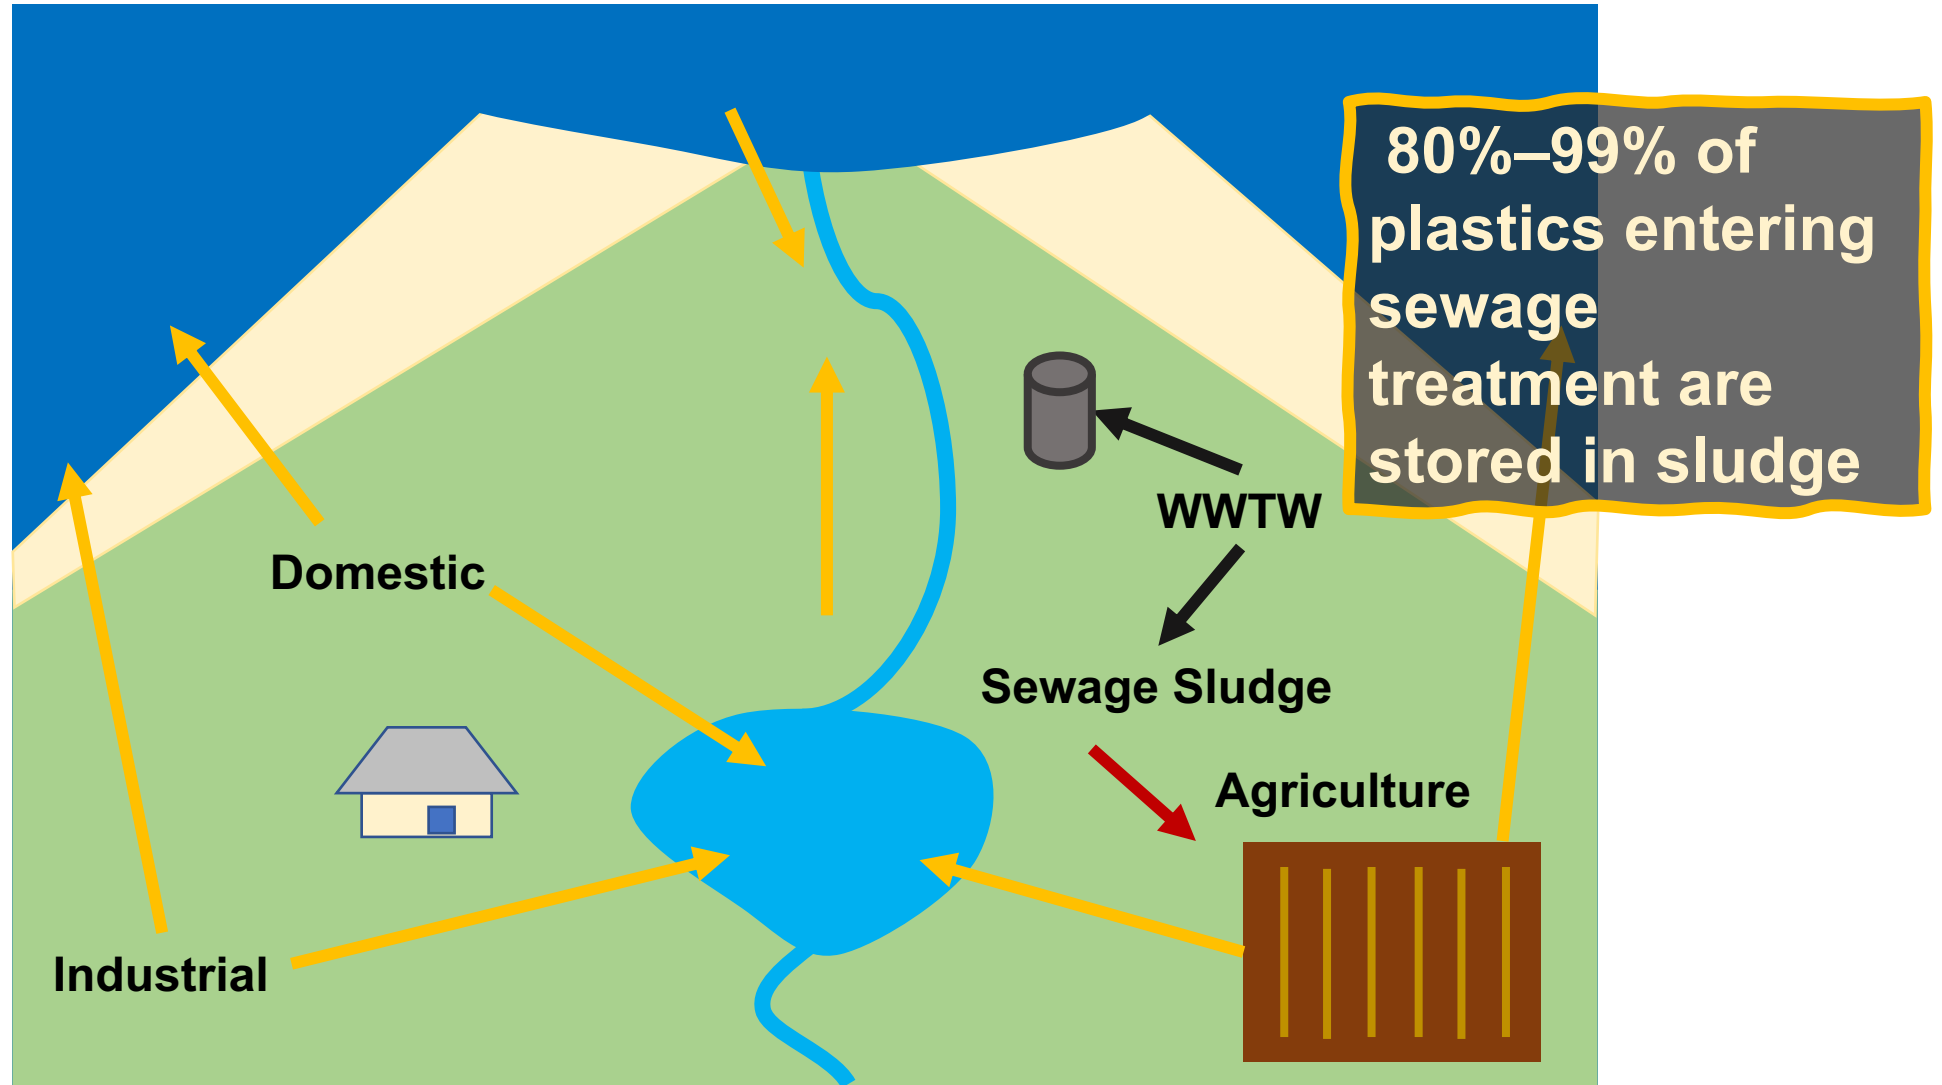 80%–99% of
plastics entering
sewage
treatment are
stored in sludge
WWTW
Domestic
Sewage Sludge
Agriculture
Industrial